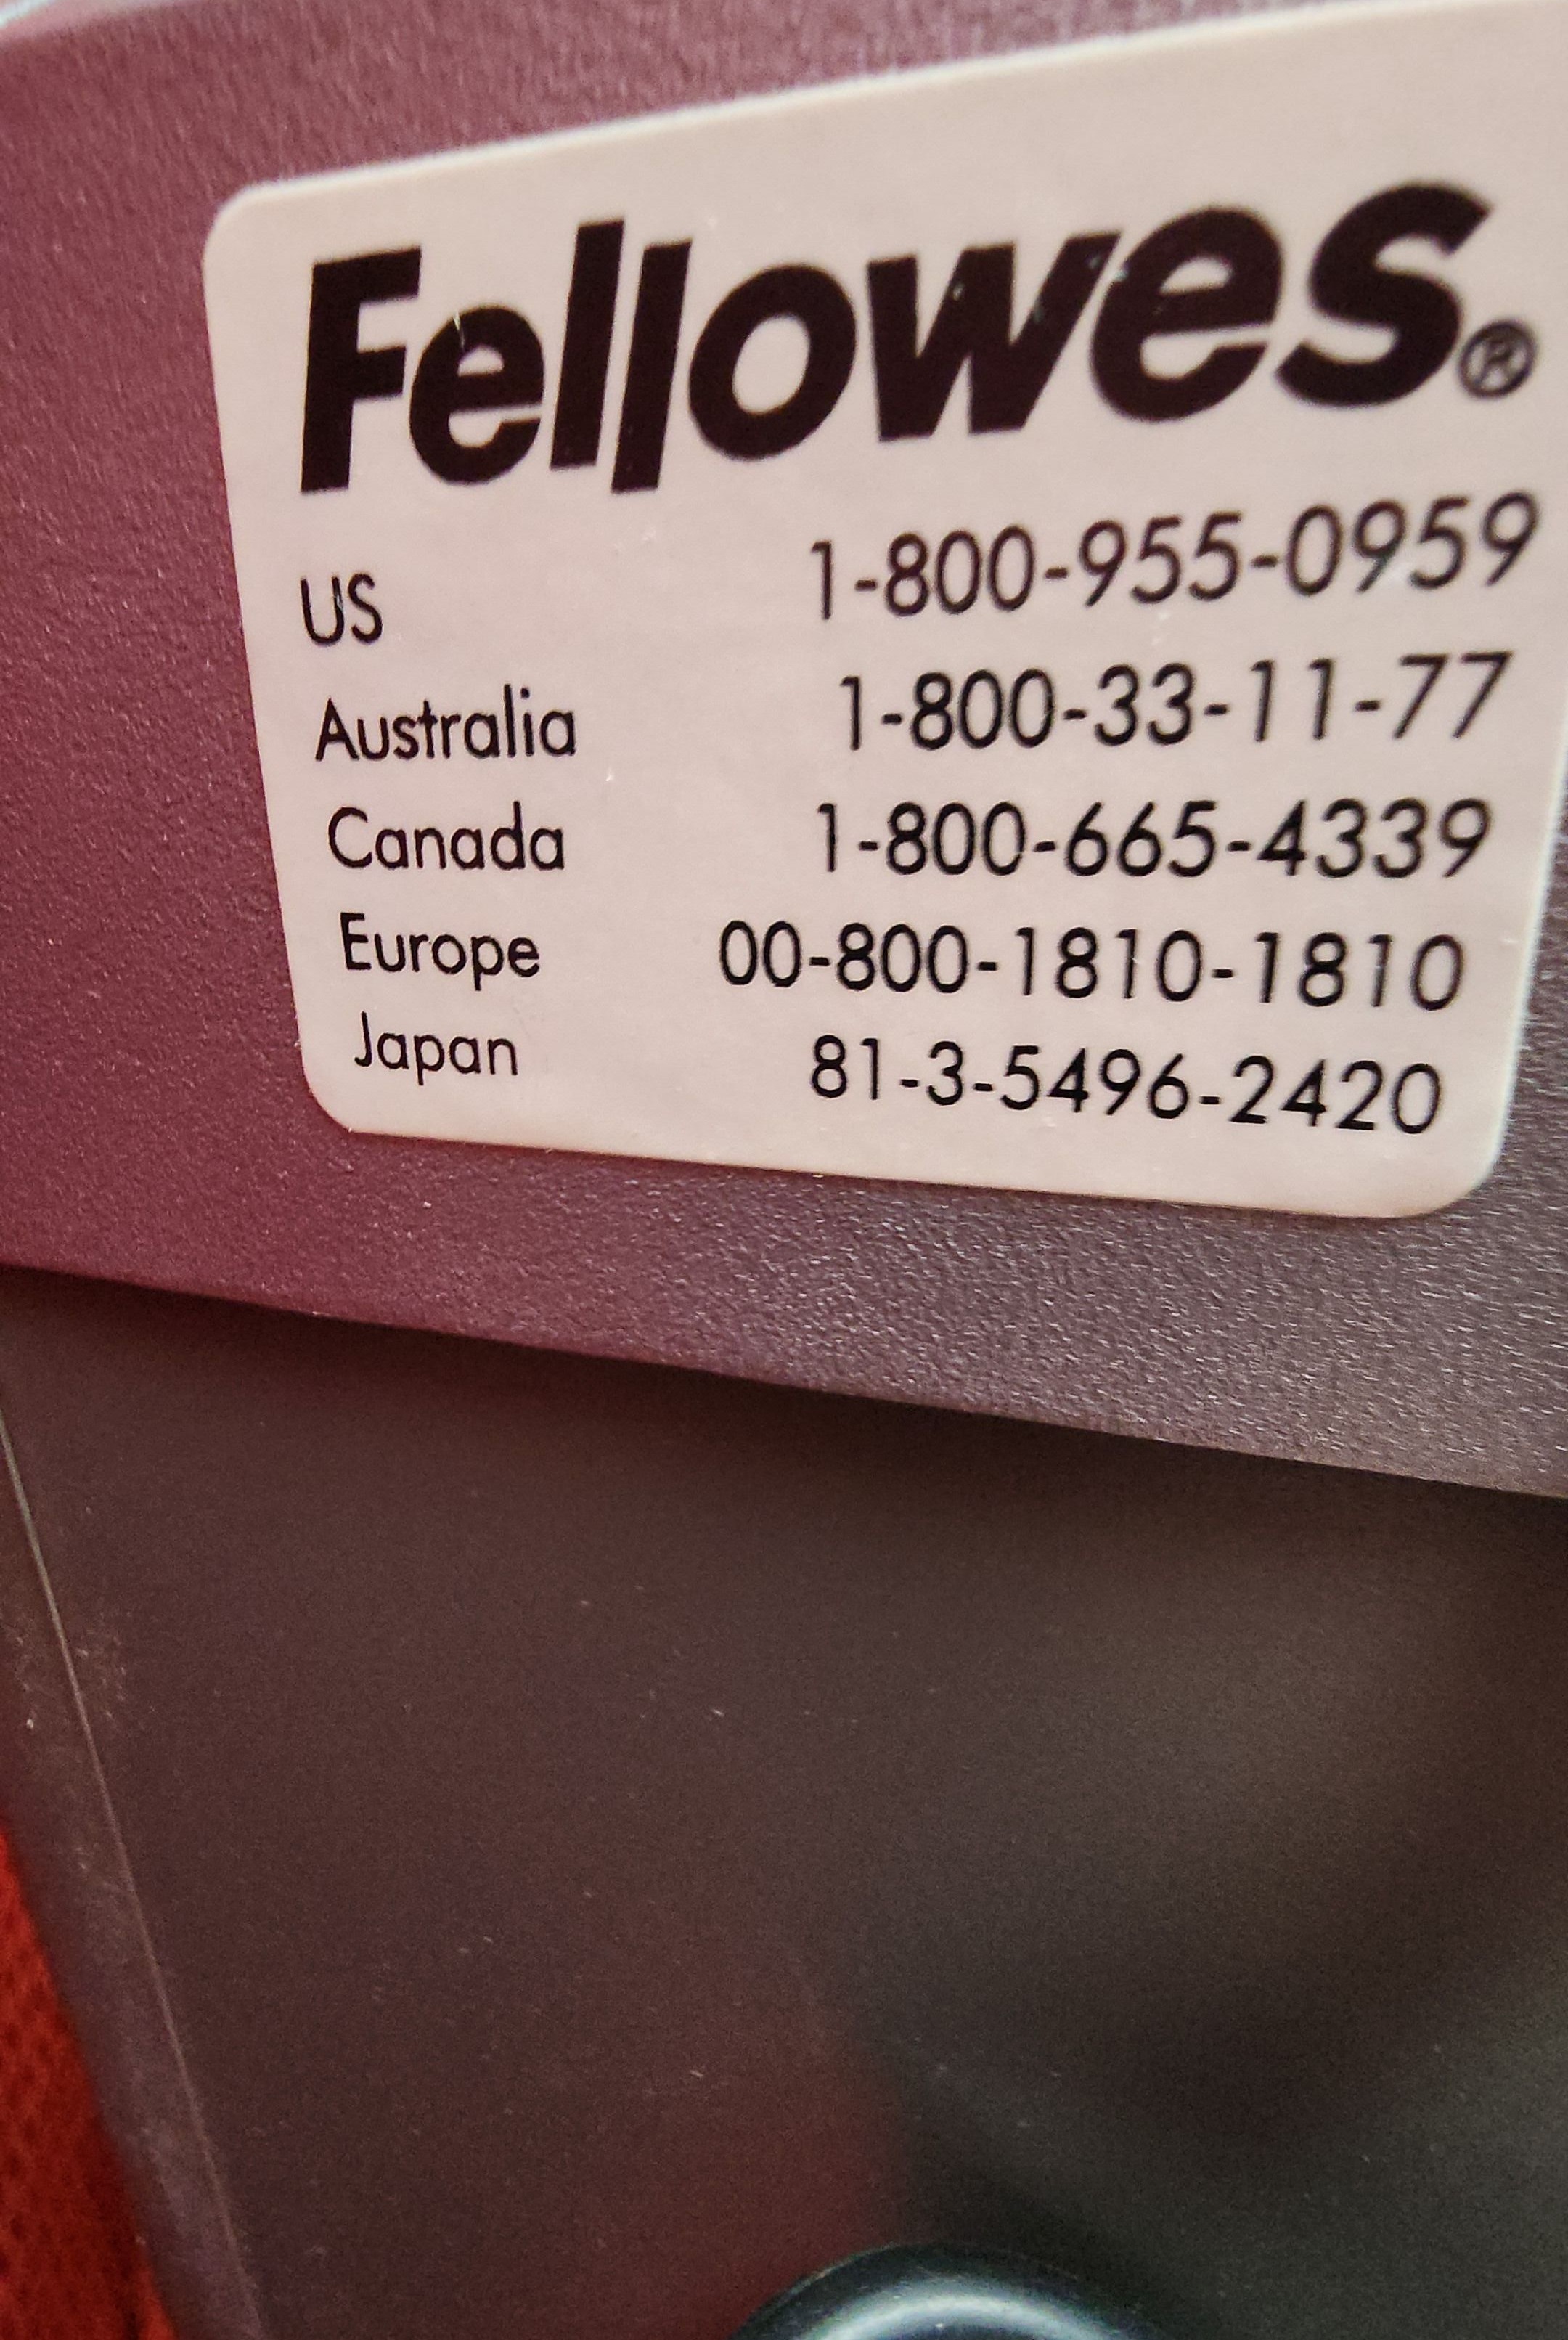 Fellowes®
US 1-800-955-0959
Australia 1-800-33-11-77
Canada 1-800-665-4339
Europe 00-800-1810-1810
Japan 81-3-5496-2420